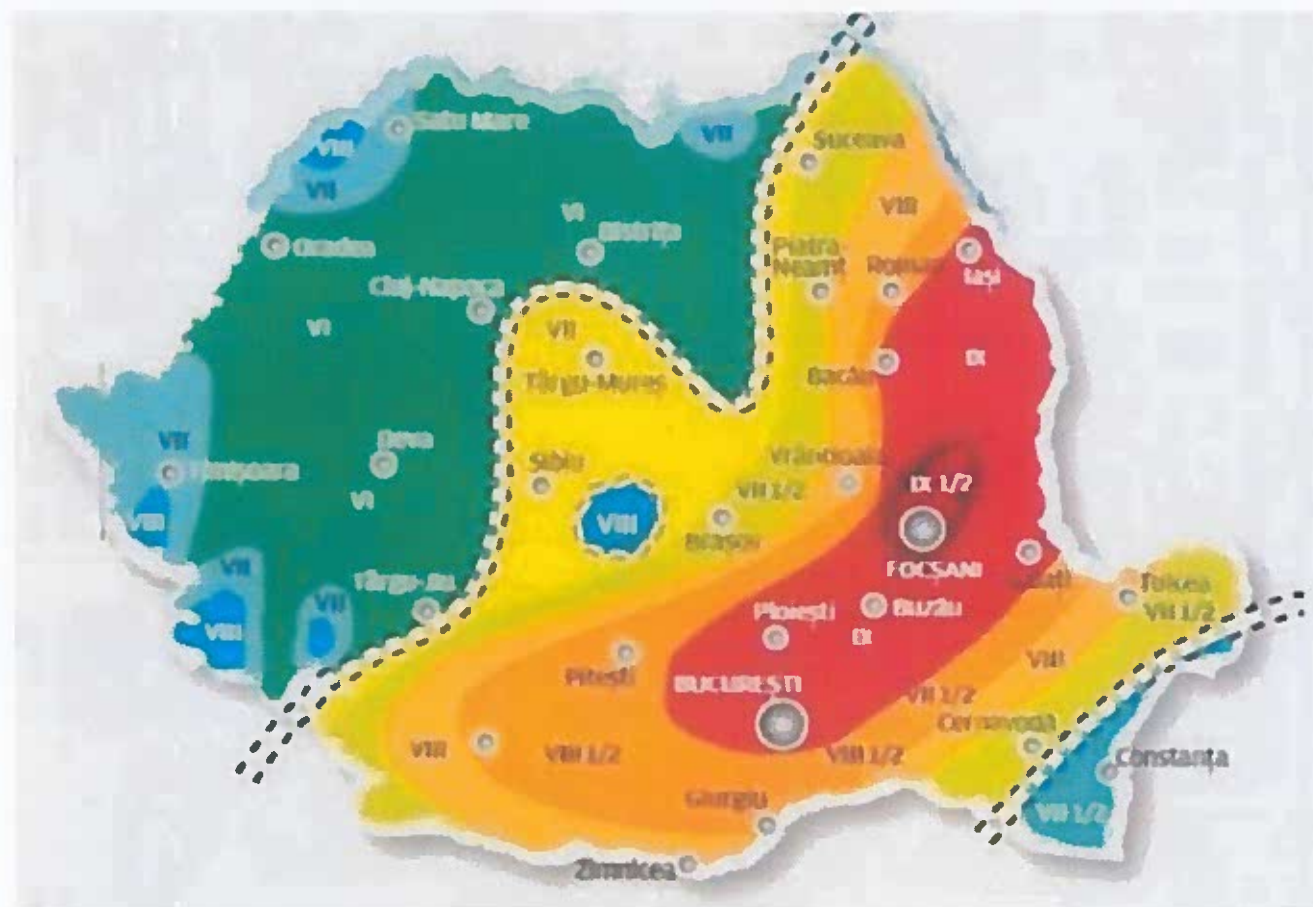 Satu Mare
VII
VIII
VII
Suceava
VI
Bistrița
VIII
Oradea
Piatra-
Neamț
Roman
Iași
Cluj-Napoca
VI
VII
Târgu-Mureș
Bacău
IX
VII
Timișoara
Deva
VI
Sibiu
Vrâncioaia
VII 1/2
IX 1/2
VIII
VIII
Brașov
FOCȘANI
Galați
VII
Târgu-Jiu
VII
VIII
Tulcea
VII 1/2
Ploiești
BUZĂU
IX
Pitești
VIII
BUCUREȘTI
VII 1/2
Cernavodă
VIII
VIII 1/2
VIII 1/2
Constanța
Giurgiu
VII 1/2
Zimnicea